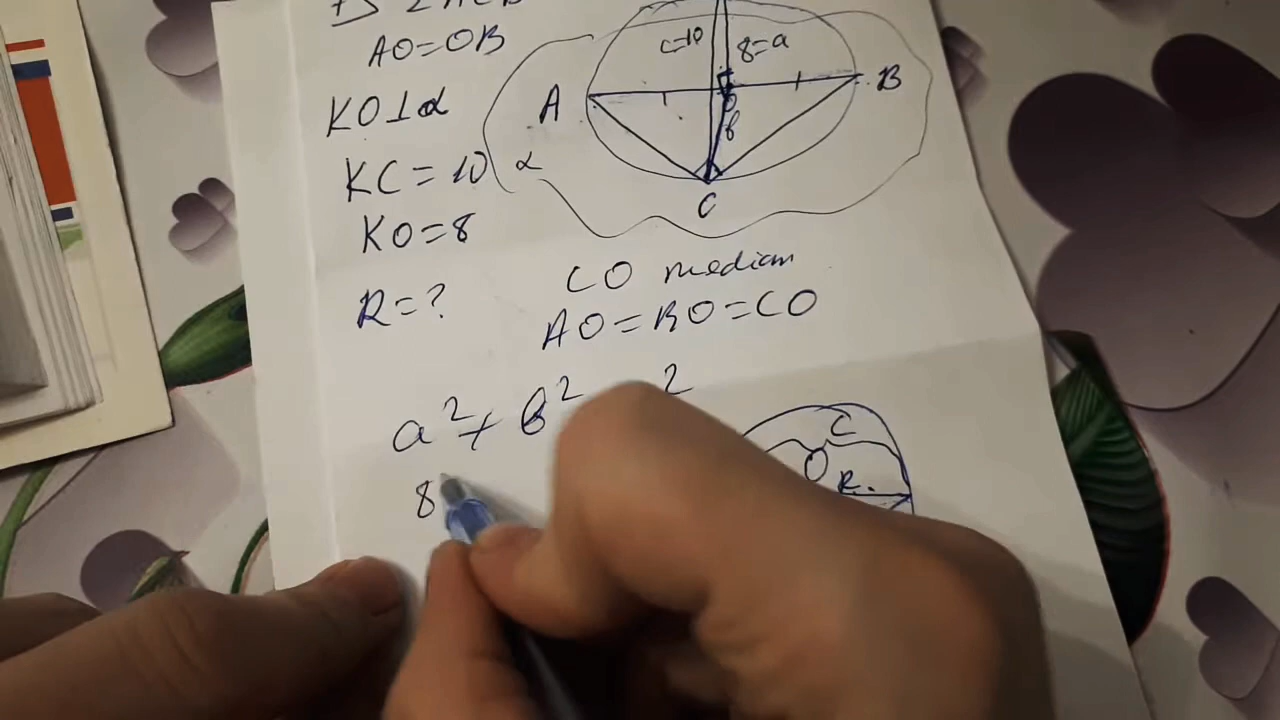 AO=OB
KO⊥α
KC=10
KO=8
R=?
c=10
8=a
A
B
O
b
α
C
CO median
AO=BO=CO
a²+b² ²
8
C
O
R